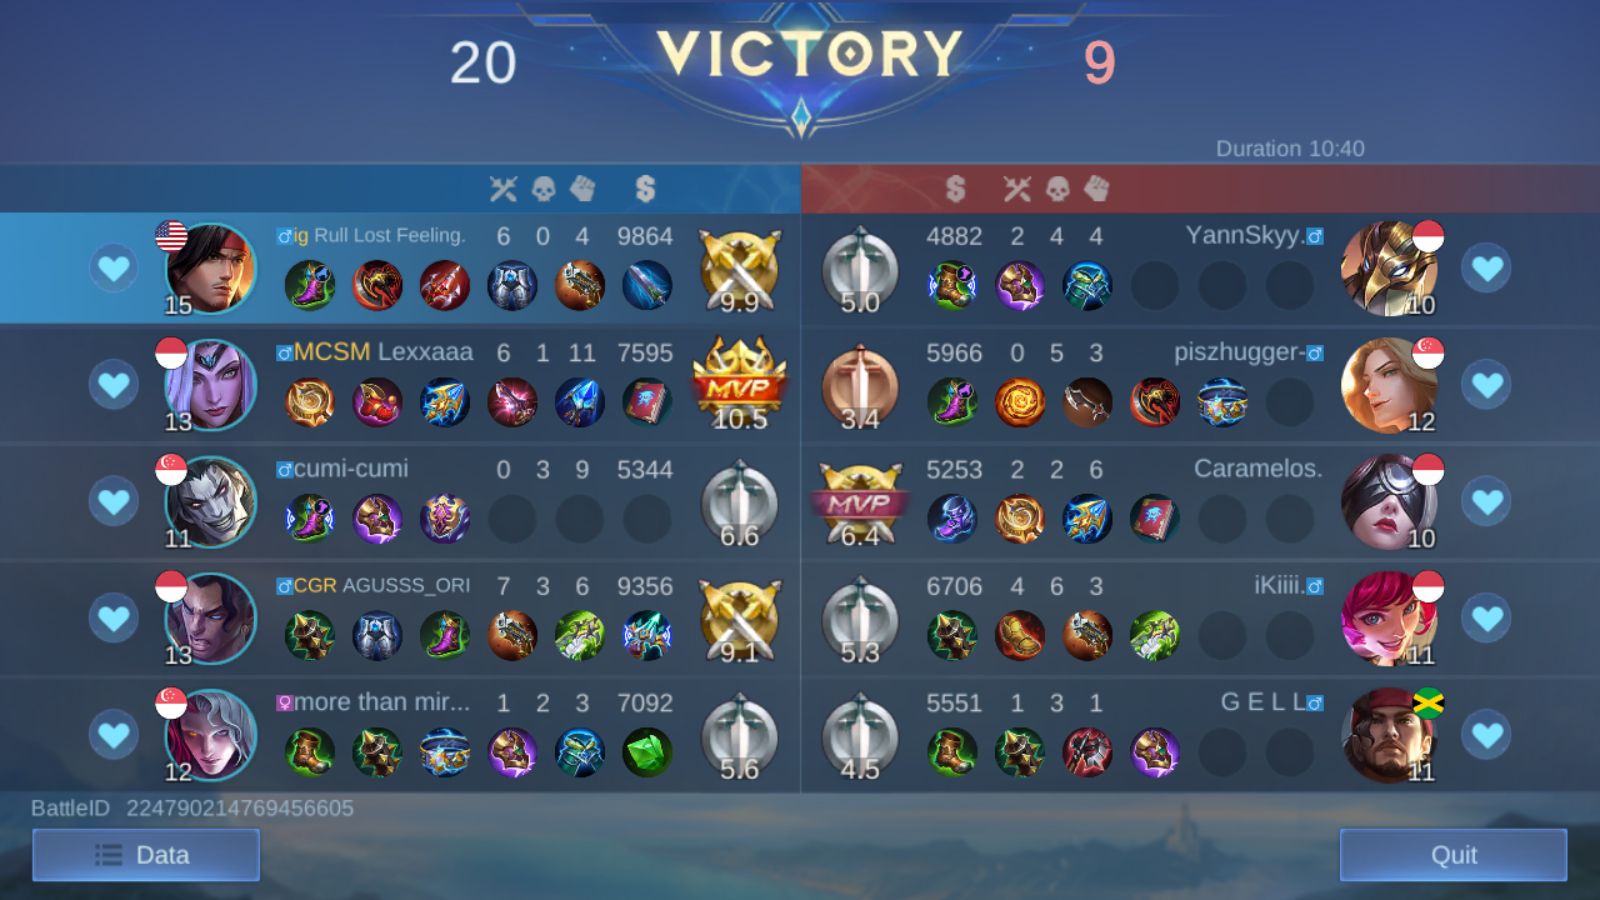 20 VICTORY 9
Duration 10:40
ig Rull Lost Feeling. 6 0 4 9864
15 9.9
4882 2 4 4 YannSkyy.
5.0 10
MCSM Lexxaaa 6 1 11 7595
13 MVP 10.5
5966 0 5 3 piszhugger-
3.4 12
cumi-cumi 0 3 9 5344
11 6.6
5253 2 2 6 Caramelos.
MVP 6.4 10
CGR AGUSSS_ORI 7 3 6 9356
13 9.1
6706 4 6 3 iKiiii.
5.3 11
more than mir... 1 2 3 7092
12 5.6
5551 1 3 1 G E L L
4.5 11
BattleID 224790214769456605
Data
Quit